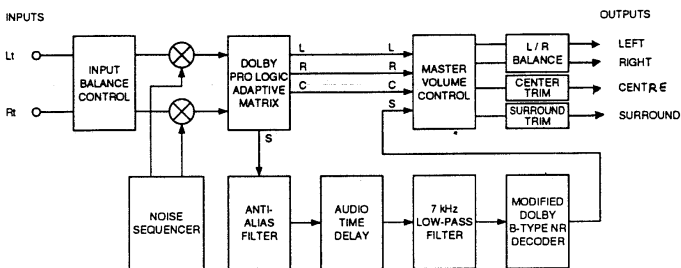 INPUTS
OUTPUTS
Lt
Rt
INPUT
BALANCE
CONTROL
DOLBY
PRO LOGIC
ADAPTIVE
MATRIX
L
R
C
S
L
R
C
S
MASTER
VOLUME
CONTROL
L / R
BALANCE
CENTER
TRIM
SURROUND
TRIM
LEFT
RIGHT
CENTRE
SURROUND
NOISE
SEQUENCER
ANTI-
ALIAS
FILTER
AUDIO
TIME
DELAY
7 kHz
LOW-PASS
FILTER
MODIFIED
DOLBY
B-TYPE NR
DECODER